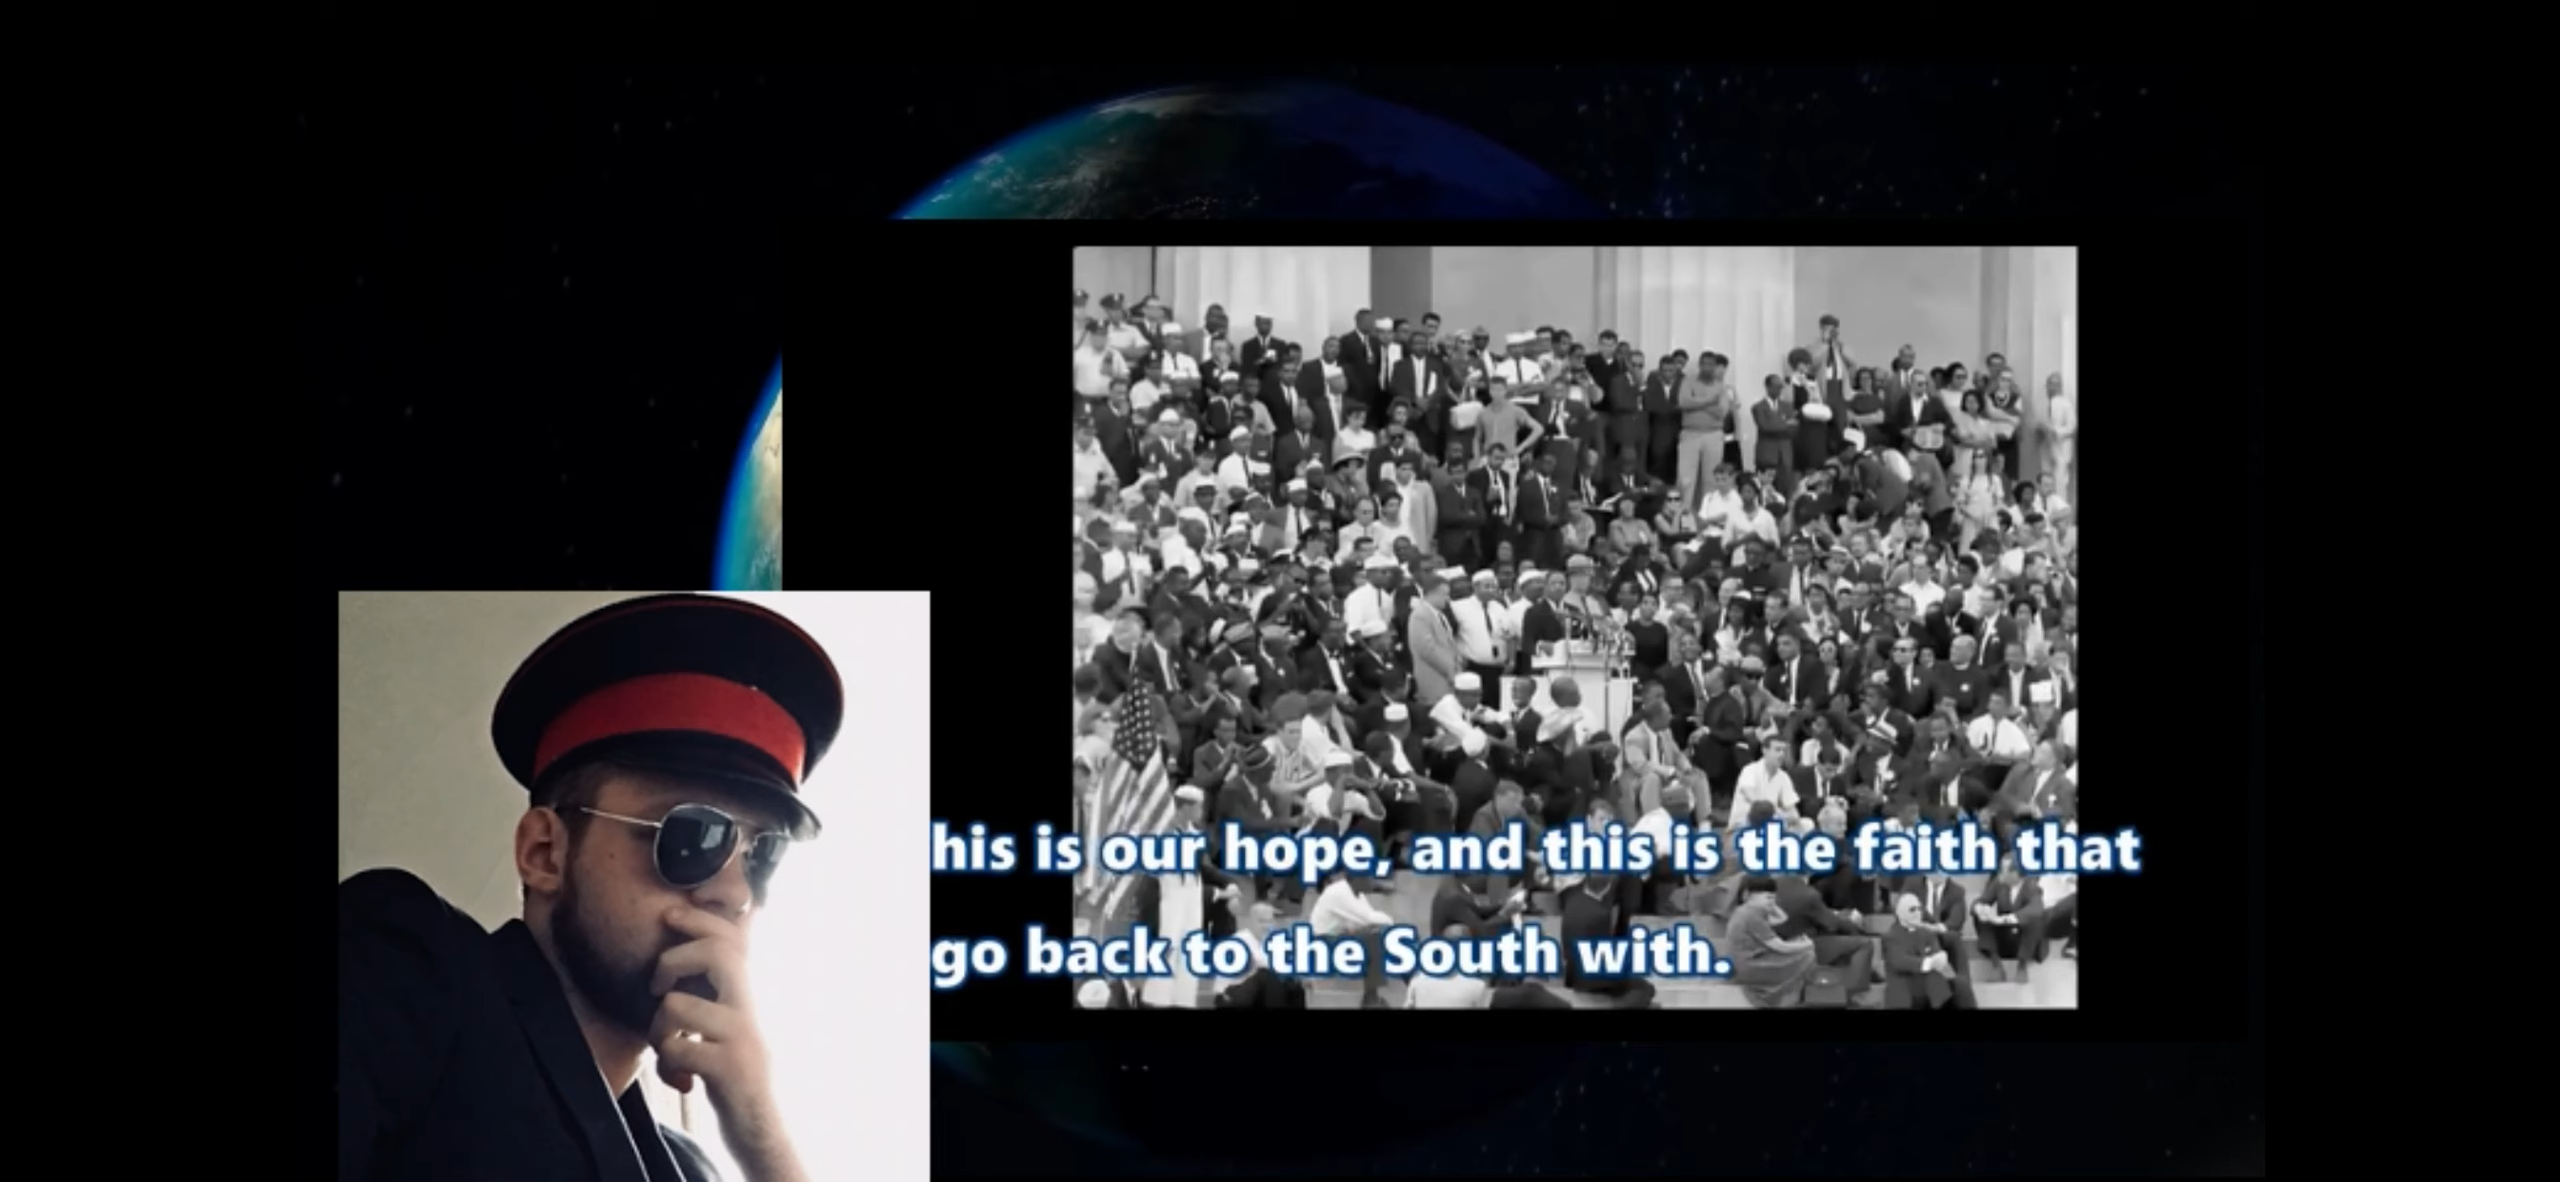 his is our hope, and this is the faith that
go back to the South with.